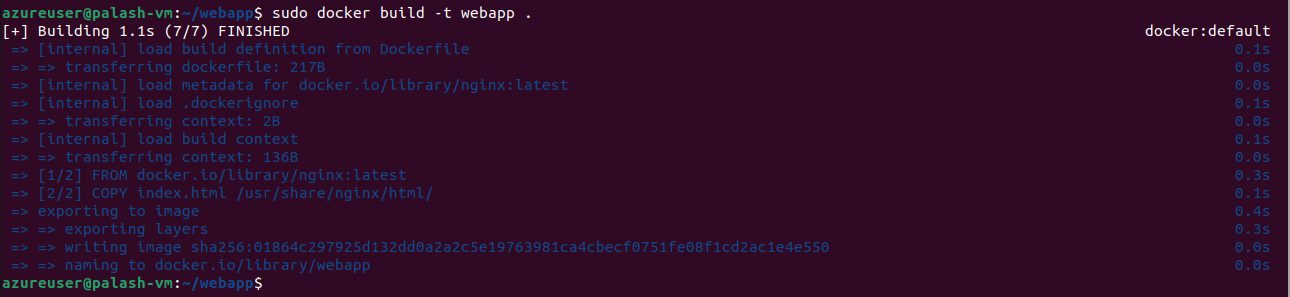 azureuser@palash-vm:~/webapp$ sudo docker build -t webapp .
[+] Building 1.1s (7/7) FINISHED docker:default
=> [internal] load build definition from Dockerfile 0.1s
=> => transferring dockerfile: 217B 0.0s
=> [internal] load metadata for docker.io/library/nginx:latest 0.0s
=> [internal] load .dockerignore 0.1s
=> => transferring context: 2B 0.0s
=> [internal] load build context 0.1s
=> => transferring context: 136B 0.0s
=> [1/2] FROM docker.io/library/nginx:latest 0.3s
=> [2/2] COPY index.html /usr/share/nginx/html/ 0.1s
=> exporting to image 0.4s
=> => exporting layers 0.3s
=> => writing image sha256:01864c297925d132dd0a2a2c5e19763981ca4cbecf0751fe08f1cd2ac1e4e550 0.0s
=> => naming to docker.io/library/webapp 0.0s
azureuser@palash-vm:~/webapp$